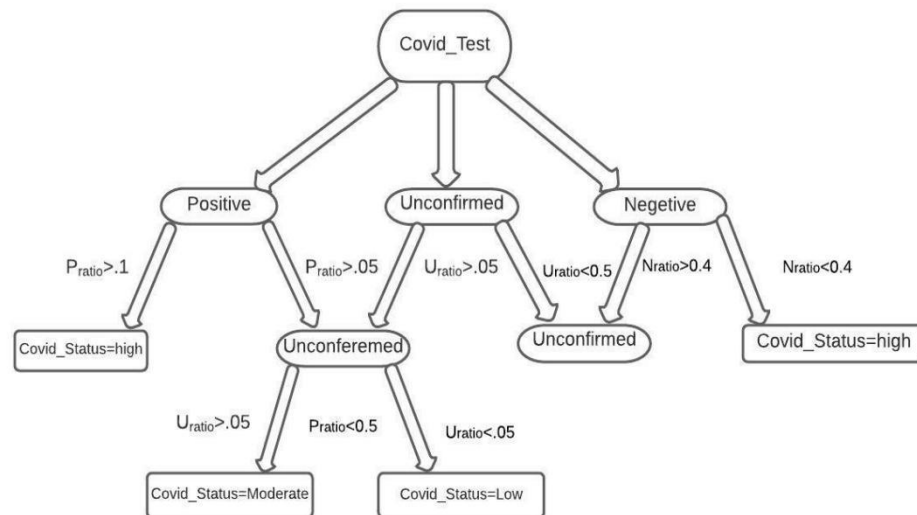 Covid_Test
Positive
Unconfirmed
Negetive
Pratio>.1
Pratio>.05
Uratio>.05
Uratio<0.5
Nratio>0.4
Nratio<0.4
Covid_Status=high
Unconferemed
Unconfirmed
Covid_Status=high
Uratio>.05
Pratio<0.5
Uratio<.05
Covid_Status=Moderate
Covid_Status=Low